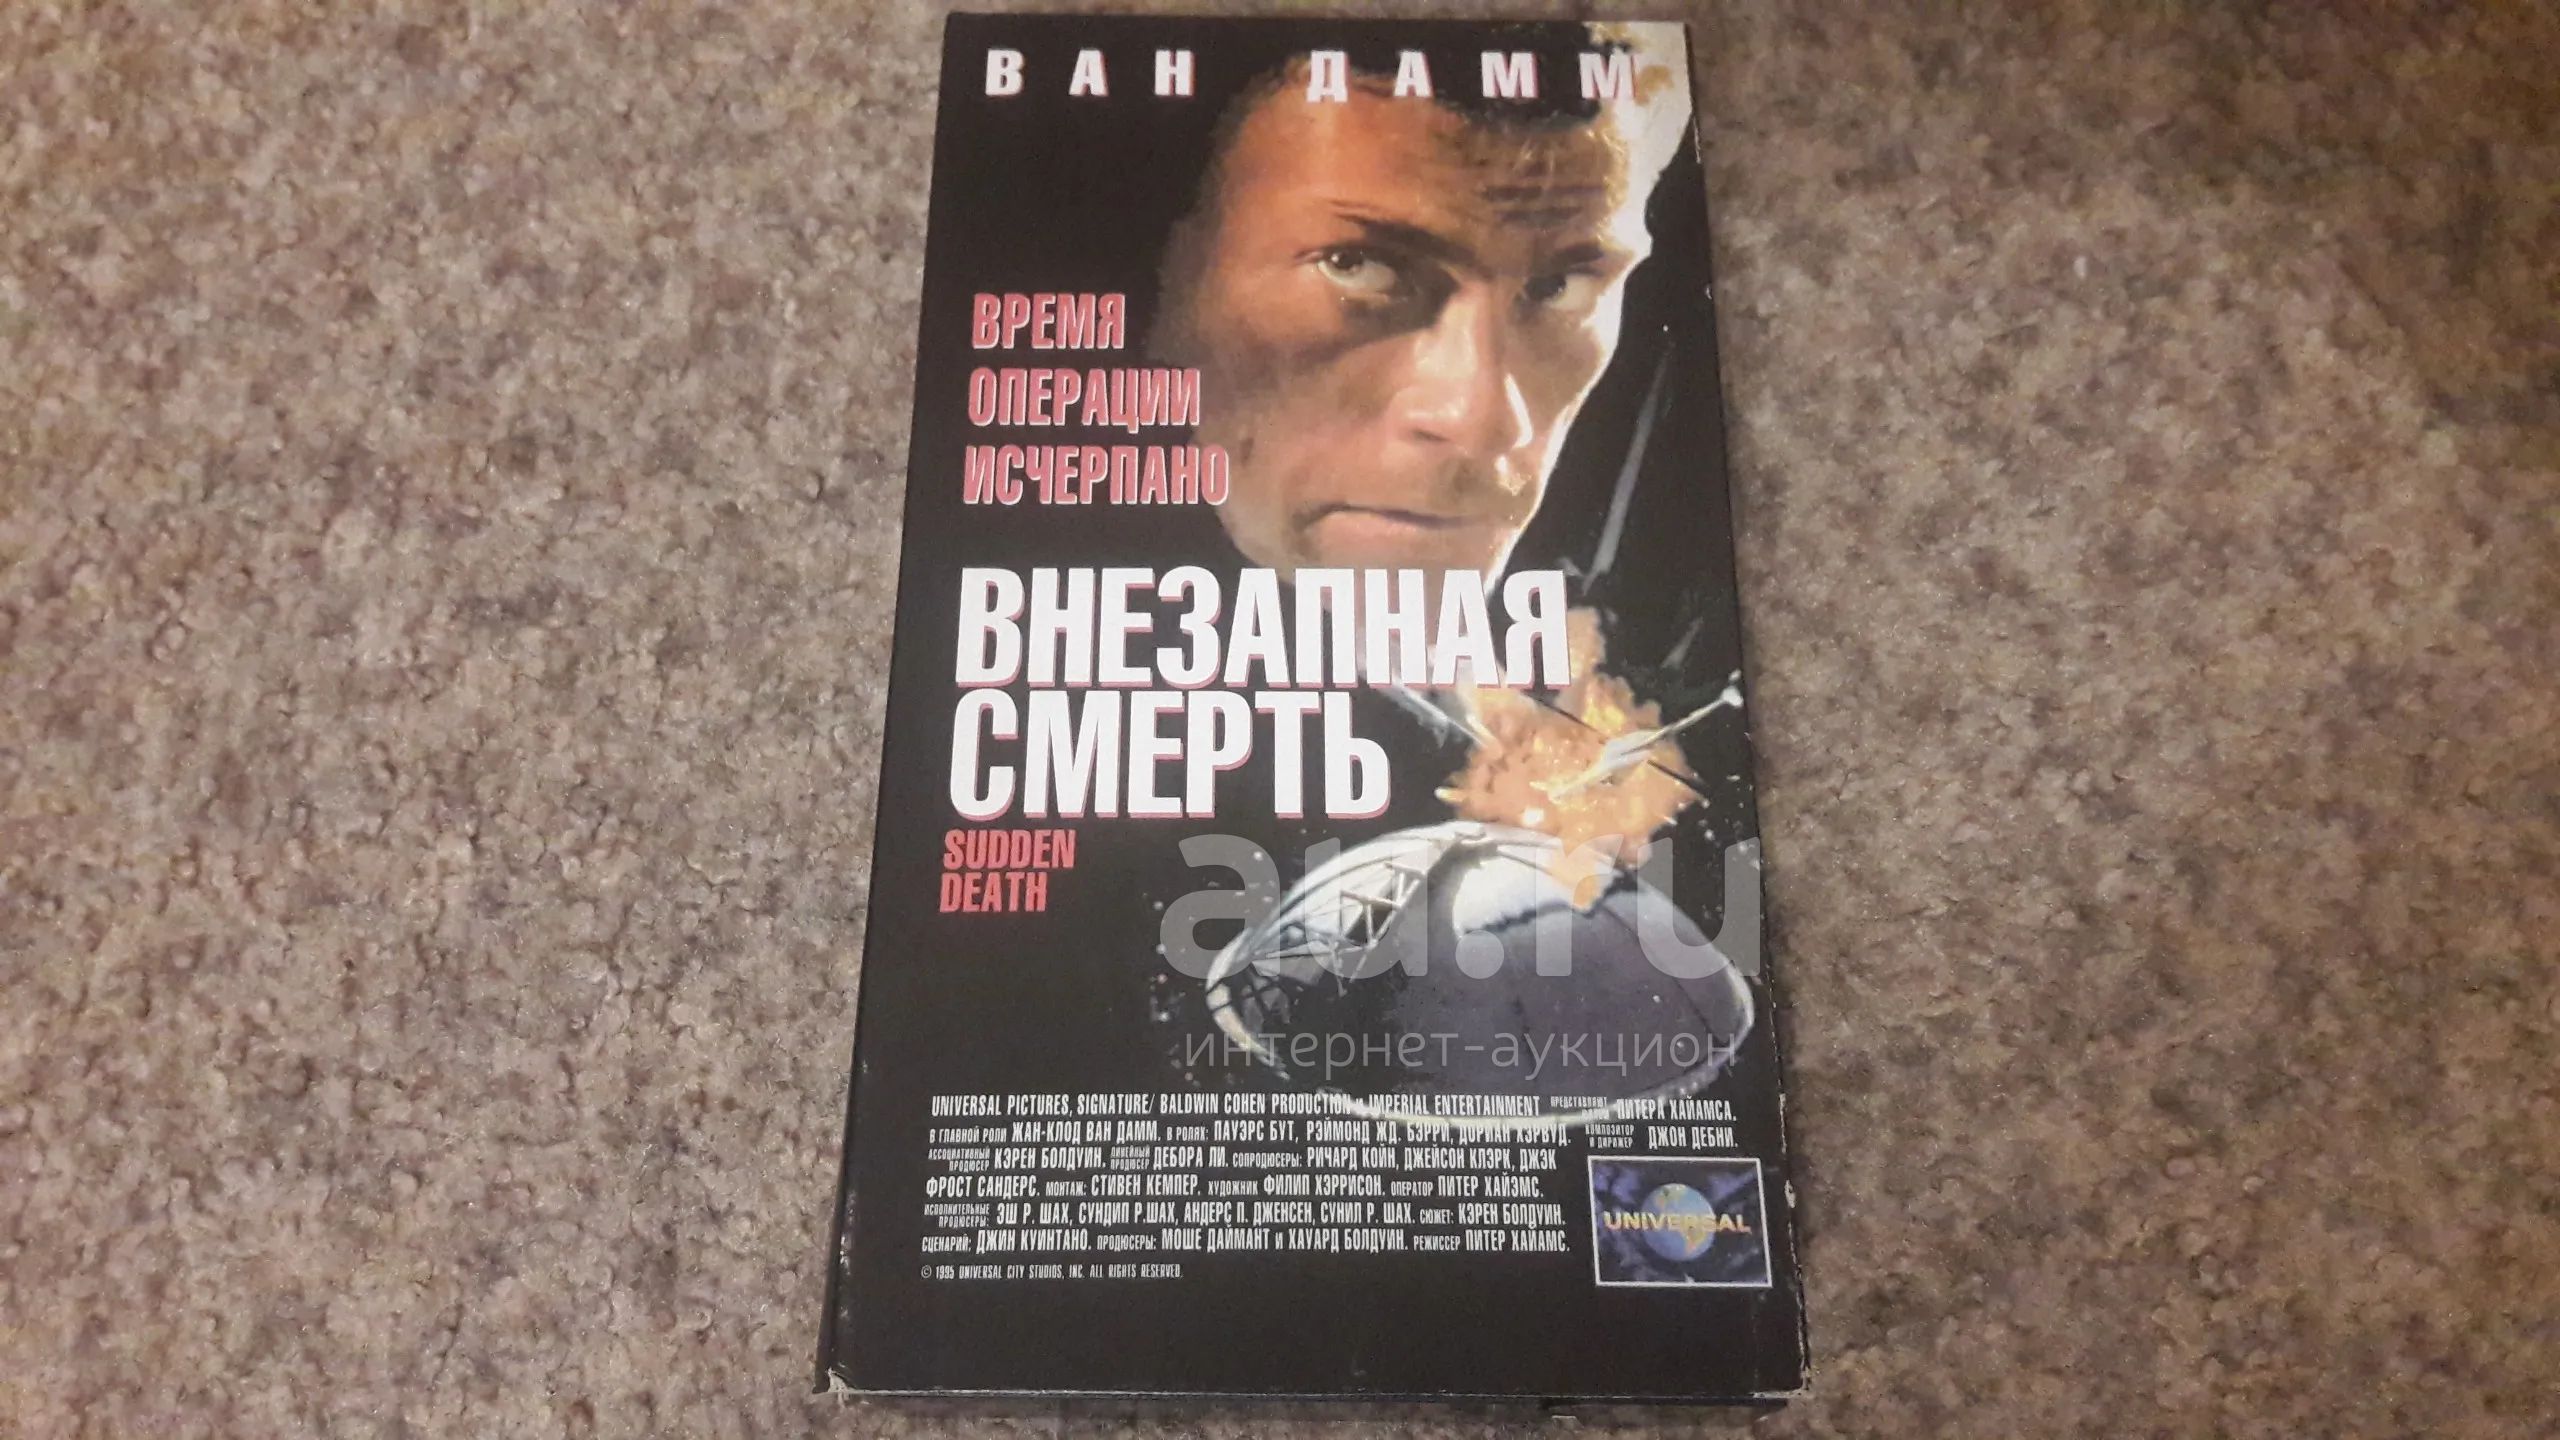 ВАН ДАММ
ВРЕМЯ
ОПЕРАЦИИ
ИСЧЕРПАНО
ВНЕЗАПНАЯ
СМЕРТЬ
SUDDEN
DEATH
au.ru
интернет-аукцион
UNIVERSAL PICTURES, SIGNATURE/ BALDWIN COHEN PRODUCTION и IMPERIAL ENTERTAINMENT ПРЕДСТАВЛЯЮТ ПИТЕРА ХАЙАМСА.
В ГЛАВНОЙ РОЛИ ЖАН-КЛОД ВАН ДАММ. В РОЛЯХ: ПАУЭРС БУТ, РЭЙМОНД ЖД. БЭРРИ, ДОРИАН ХЭРВУД. КОМПОЗИТОР И ДИРИЖЕР ДЖОН ДЕБНИ.
АССОЦИАТИВНЫЙ ПРОДЮСЕР КЭРЕН БОЛДУИН. ЛИНЕЙНЫЙ ПРОДЮСЕР ДЕБОРА ЛИ. СОПРОДЮСЕРЫ: РИЧАРД КОЙН, ДЖЕЙСОН КЛЭРК, ДЖЭК
ФРОСТ САНДЕРС. МОНТАЖ: СТИВЕН КЕМПЕР. ХУДОЖНИК ФИЛИП ХЭРРИСОН. ОПЕРАТОР ПИТЕР ХАЙЭМС.
ИСПОЛНИТЕЛЬНЫЕ ПРОДЮСЕРЫ: ЭШ Р. ШАХ, СУНДИП Р.ШАХ, АНДЕРС П. ДЖЕНСЕН, СУНИЛ Р. ШАХ. СЮЖЕТ: КЭРЕН БОЛДУИН.
СЦЕНАРИЙ: ДЖИН КУИНТАНО. ПРОДЮСЕРЫ: МОШЕ ДАЙМАНТ И ХАУАРД БОЛДУИН. РЕЖИССЕР ПИТЕР ХАЙАМС.
© 1995 UNIVERSAL CITY STUDIOS, INC. ALL RIGHTS RESERVED.
UNIVERSAL